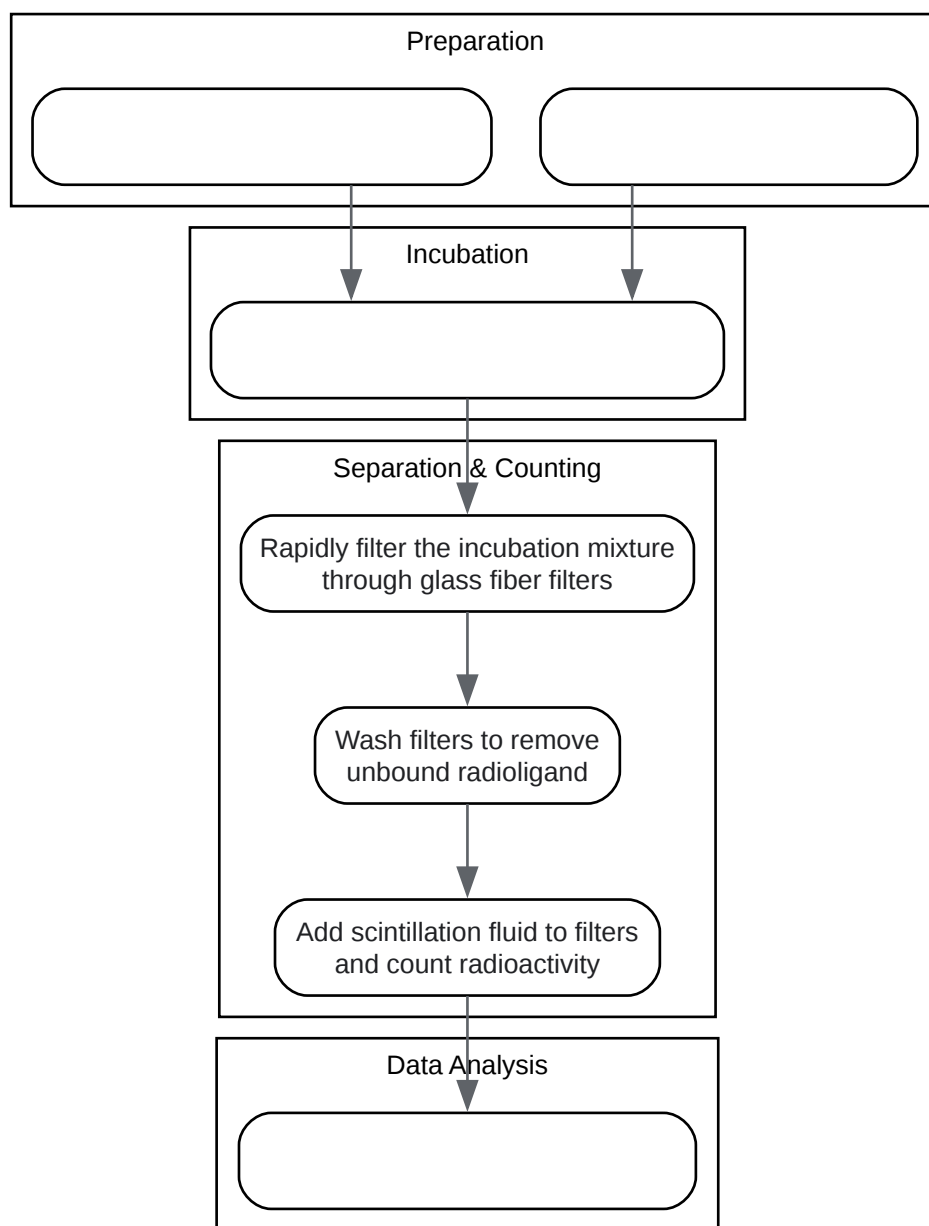 Preparation
Incubation
Separation & Counting
Rapidly filter the incubation mixture
through glass fiber filters
Wash filters to remove
unbound radioligand
Add scintillation fluid to filters
and count radioactivity
Data Analysis